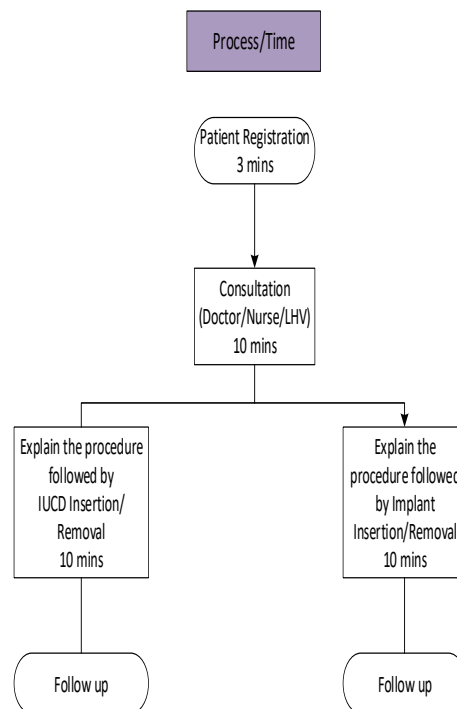 Process/Time
Patient Registration
3 mins
Consultation
(Doctor/Nurse/LHV)
10 mins
Explain the procedure
followed by
IUCD Insertion/
Removal
10 mins
Explain the
procedure followed
by Implant
Insertion/Removal
10 mins
Follow up
Follow up